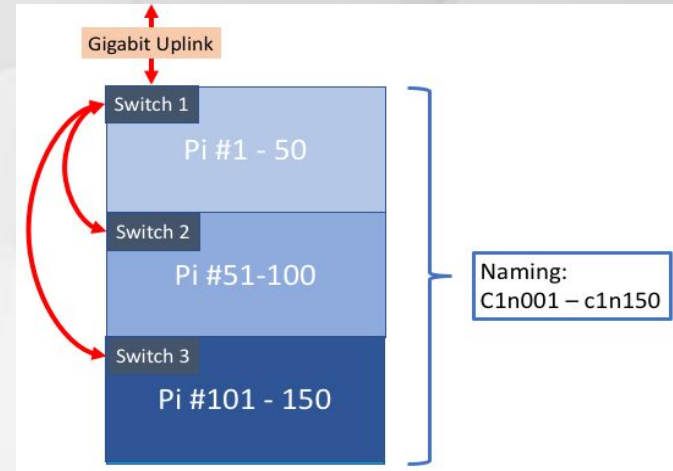 Gigabit Uplink
Switch 1
Pi #1 - 50
Switch 2
Pi #51-100
Switch 3
Pi #101 - 150
Naming:
C1n001 – c1n150